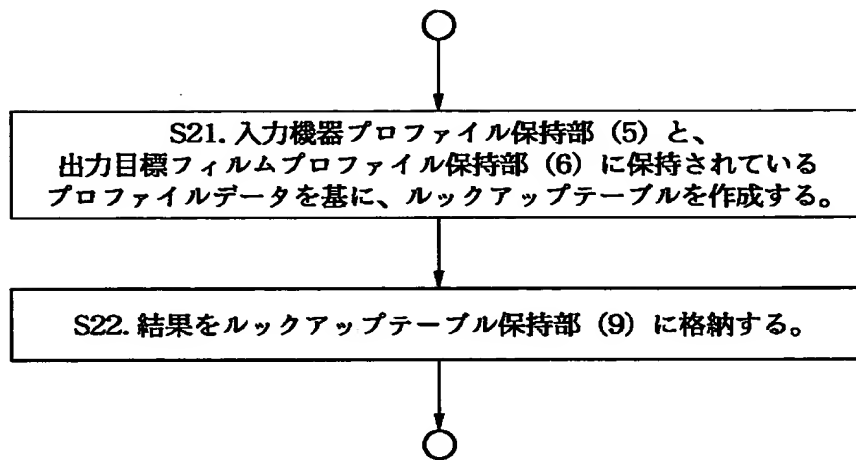 S21. 入力機器プロファイル保持部 (5) と、
出力目標フィルムプロファイル保持部 (6) に保持されている
プロファイルデータを基に、ルックアップテーブルを作成する。
S22. 結果をルックアップテーブル保持部 (9) に格納する。